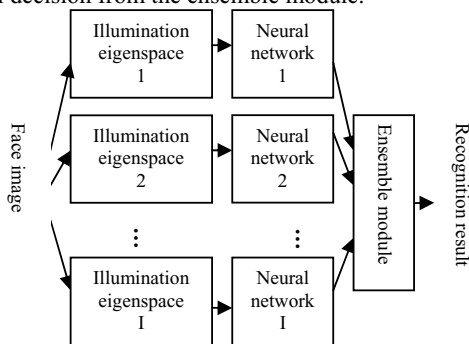 l decision from the ensemble module.
Face image
Illumination
eigenspace
1
Neural
network
1
Illumination
eigenspace
2
Neural
network
2
⋮
⋮
Illumination
eigenspace
I
Neural
network
I
Ensemble module
Recognition result